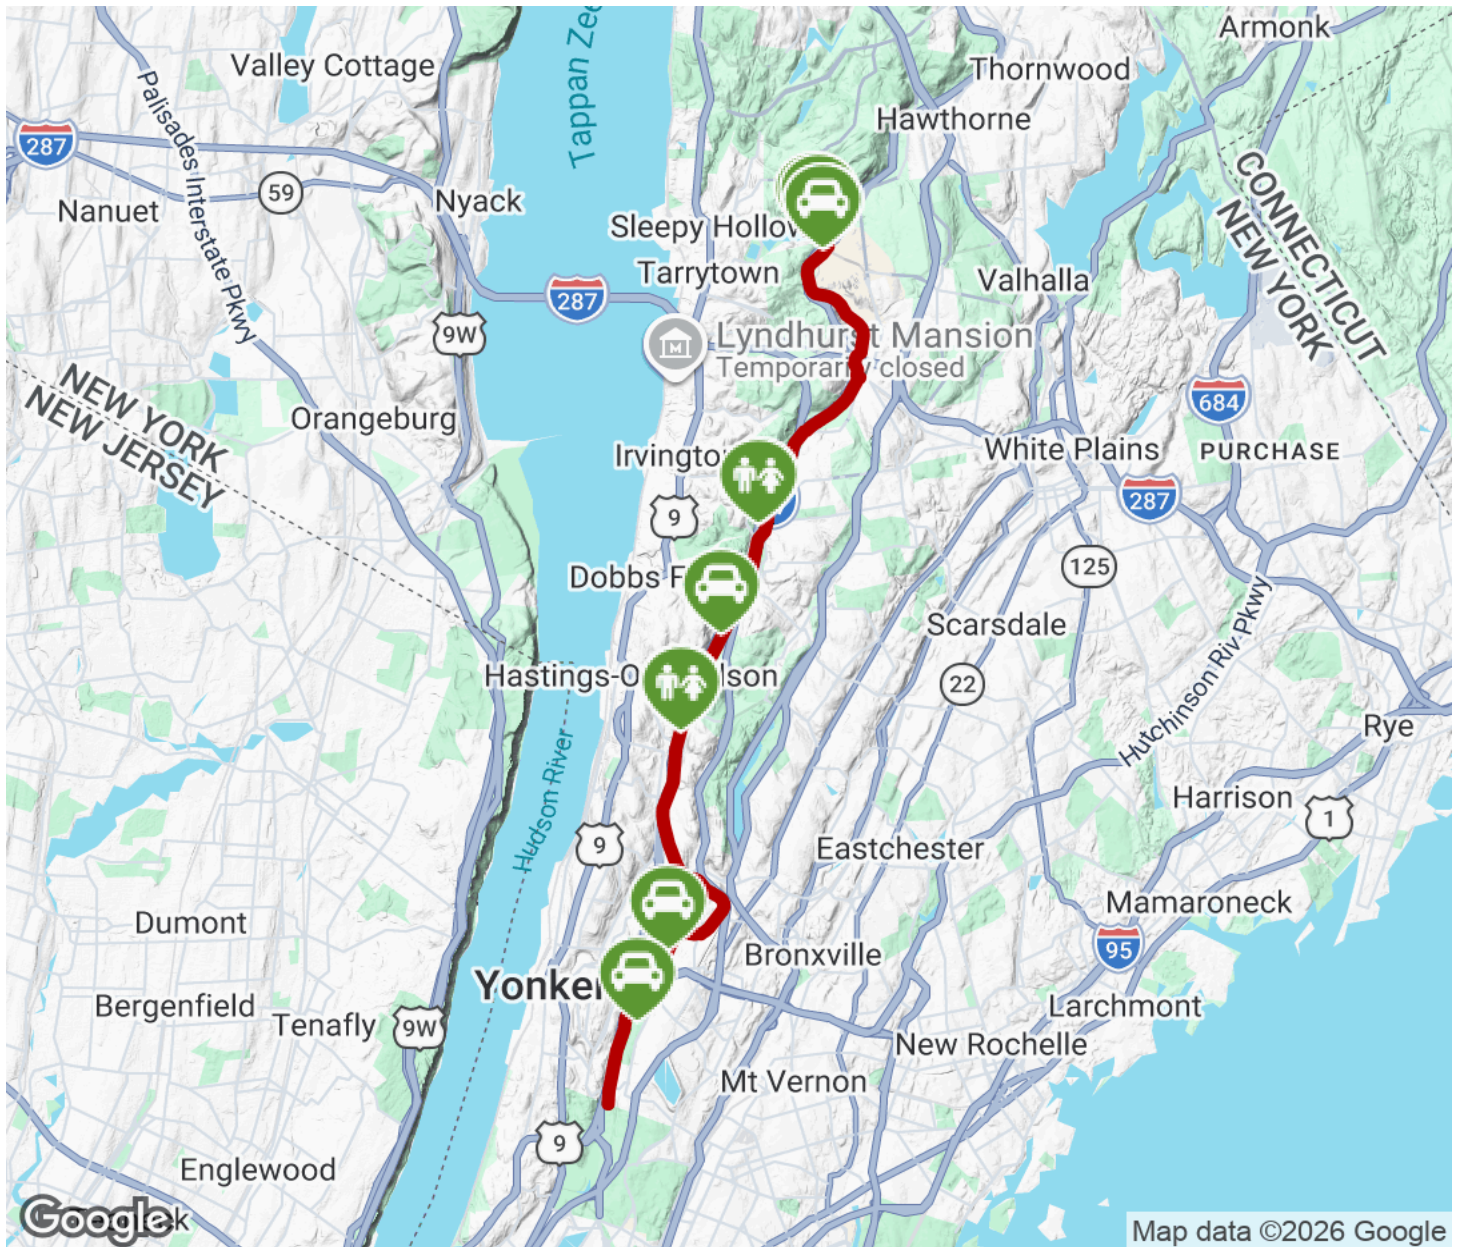 Armonk
Valley Cottage
Thornwood
Tappan Zee
Palisades Interstate Pkwy
Hawthorne
287
59
Nyack
Nanuet
CONNECTICUT
NEW YORK
Sleepy Hollow
Tarrytown
Valhalla
287
9W
Lyndhurst Mansion
Temporarily closed
NEW YORK
NEW JERSEY
684
Orangeburg
Irvington
White Plains
PURCHASE
287
9
125
Dobbs F
Scarsdale
Hutchinson Riv Pkwy
Hastings-O lson
22
Rye
Hudson River
Harrison
1
9
Eastchester
Mamaroneck
Dumont
95
Bronxville
Yonke
Bergenfield
Larchmont
Tenafly
9W
New Rochelle
Mt Vernon
9
Englewood
Google
Map data ©2026 Google